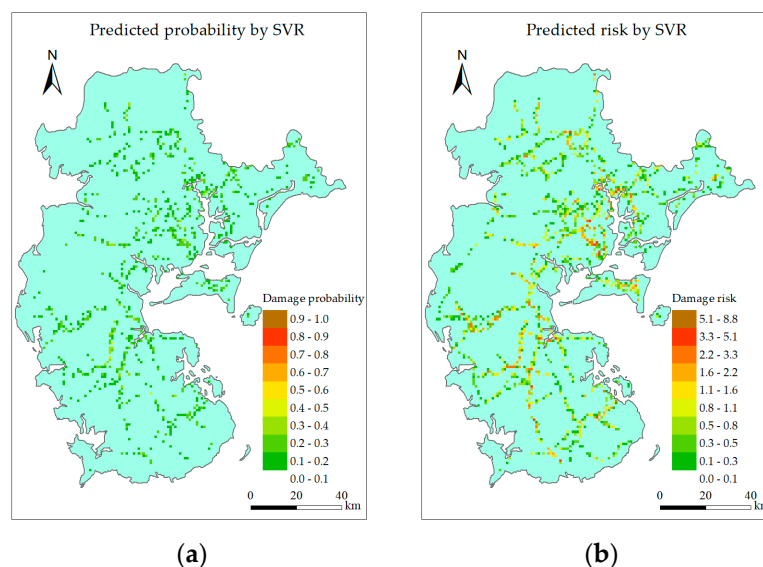 Predicted probability by SVR
N
Damage probability
0.9 - 1.0
0.8 - 0.9
0.7 - 0.8
0.6 - 0.7
0.5 - 0.6
0.4 - 0.5
0.3 - 0.4
0.2 - 0.3
0.1 - 0.2
0.0 - 0.1
0 20 40
km
(a)
Predicted risk by SVR
N
Damage risk
5.1 - 8.8
3.3 - 5.1
2.2 - 3.3
1.6 - 2.2
1.1 - 1.6
0.8 - 1.1
0.5 - 0.8
0.3 - 0.5
0.1 - 0.3
0.0 - 0.1
0 20 40
km
(b)